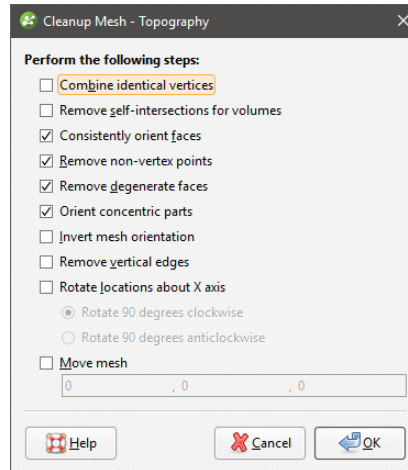 Cleanup Mesh - Topography
Perform the following steps:
Combine identical vertices
Remove self-intersections for volumes
Consistently orient faces
Remove non-vertex points
Remove degenerate faces
Orient concentric parts
Invert mesh orientation
Remove vertical edges
Rotate locations about X axis
Rotate 90 degrees clockwise
Rotate 90 degrees anticlockwise
Move mesh
0 , 0 , 0
Help Cancel OK